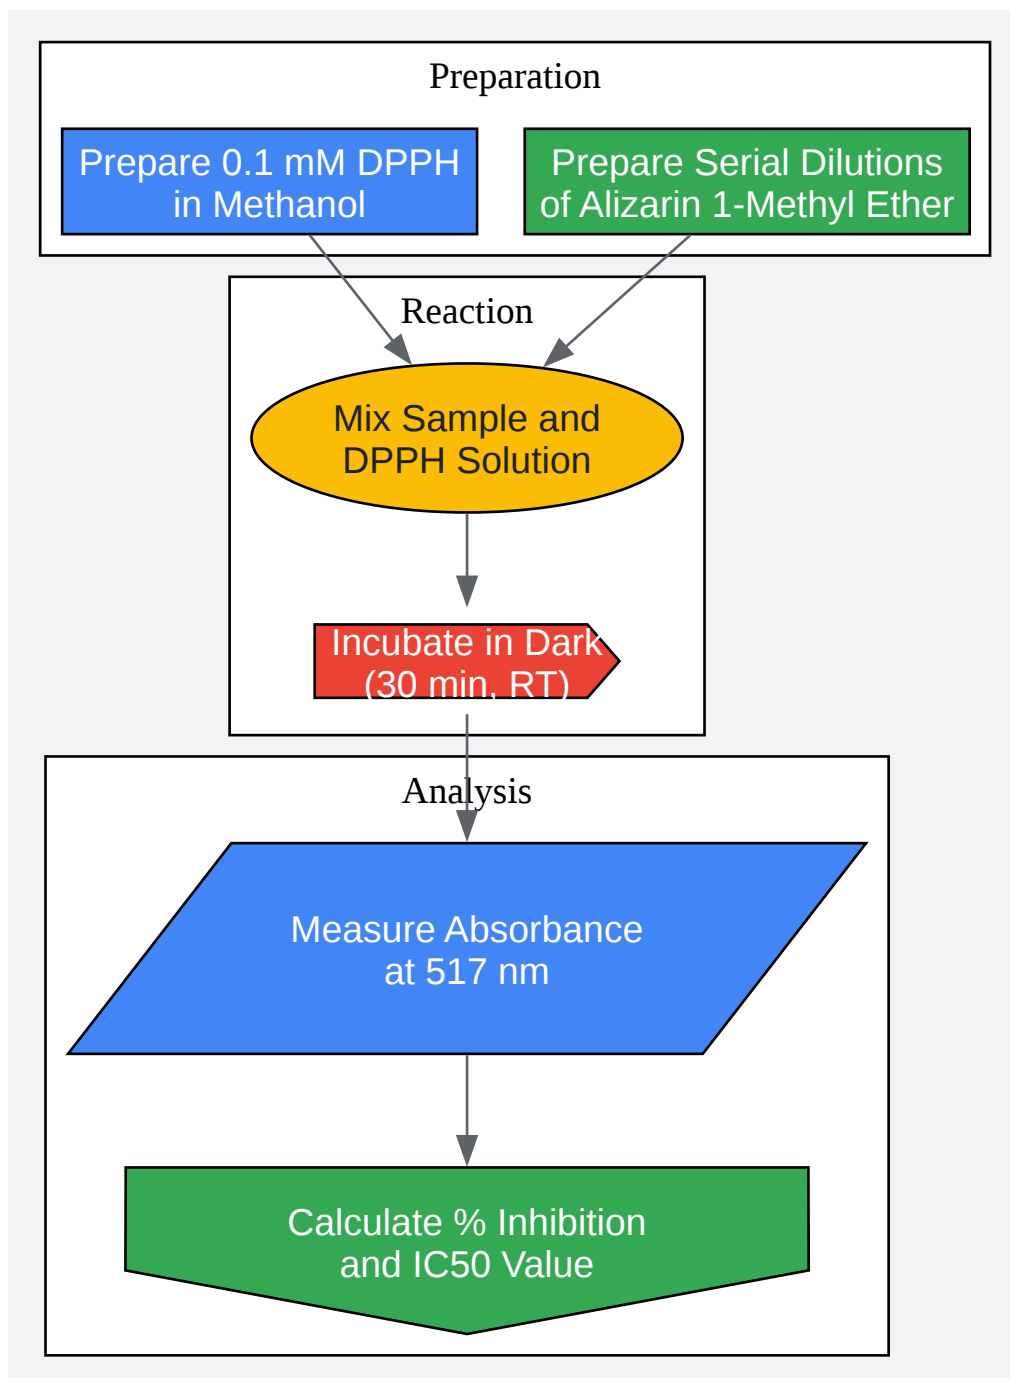 Preparation
Prepare 0.1 mM DPPH
in Methanol
Prepare Serial Dilutions
of Alizarin 1-Methyl Ether
Reaction
Mix Sample and
DPPH Solution
Incubate in Dark
(30 min, RT)
Analysis
Measure Absorbance
at 517 nm
Calculate % Inhibition
and IC50 Value